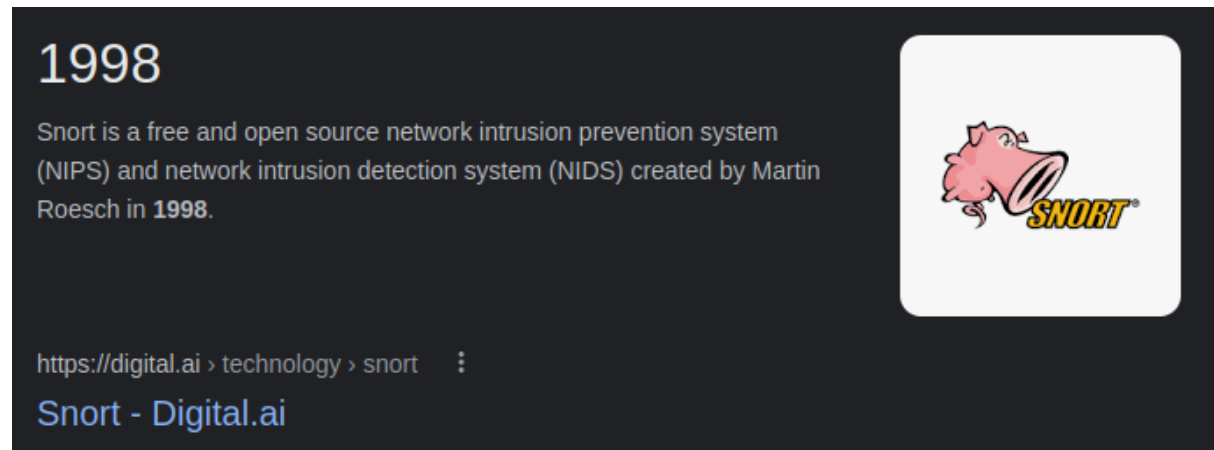 1998
Snort is a free and open source network intrusion prevention system
(NIPS) and network intrusion detection system (NIDS) created by Martin
Roesch in 1998.
SNORT®
https://digital.ai › technology › snort
Snort - Digital.ai